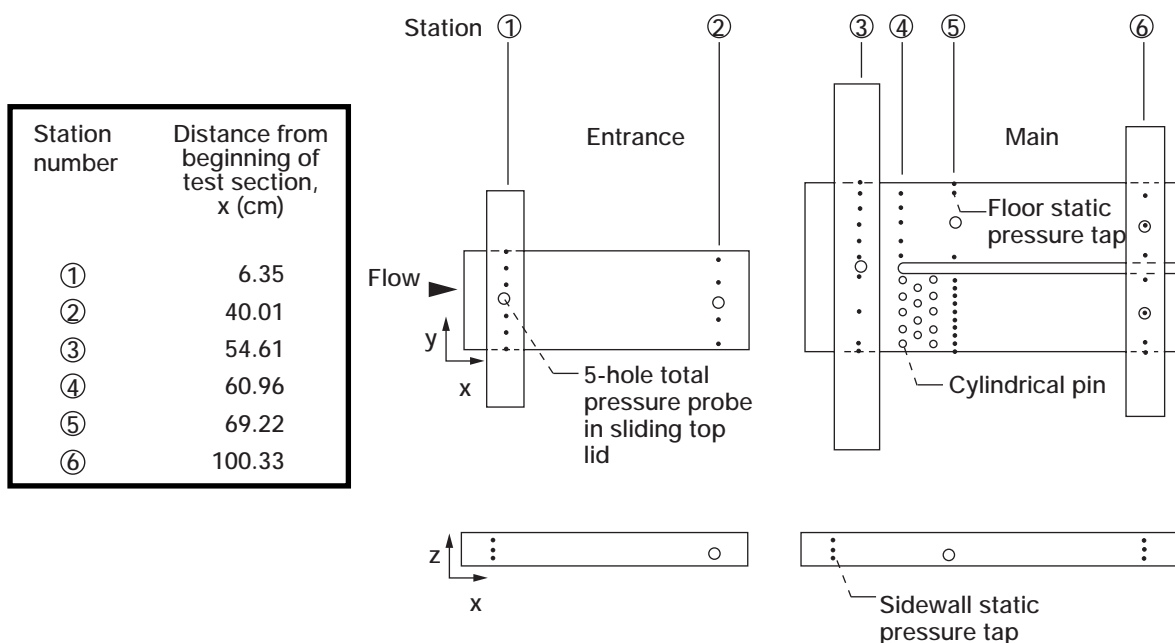 Station ① ② ③ ④ ⑤ ⑥
Station
number
Distance from
beginning of
test section,
x (cm)
① 6.35
② 40.01
③ 54.61
④ 60.96
⑤ 69.22
⑥ 100.33
Entrance
Main
Flow
y
x
5-hole total
pressure probe
in sliding top
lid
Floor static
pressure tap
Cylindrical pin
z
x
Sidewall static
pressure tap